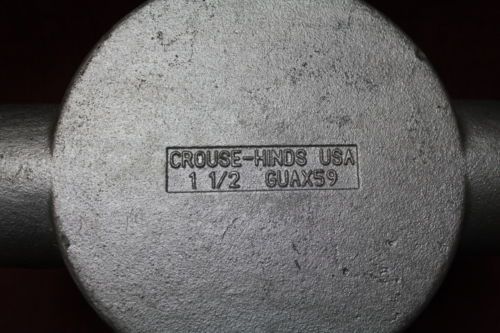 CROUSE-HINDS USA
1 1/2 GUAX59